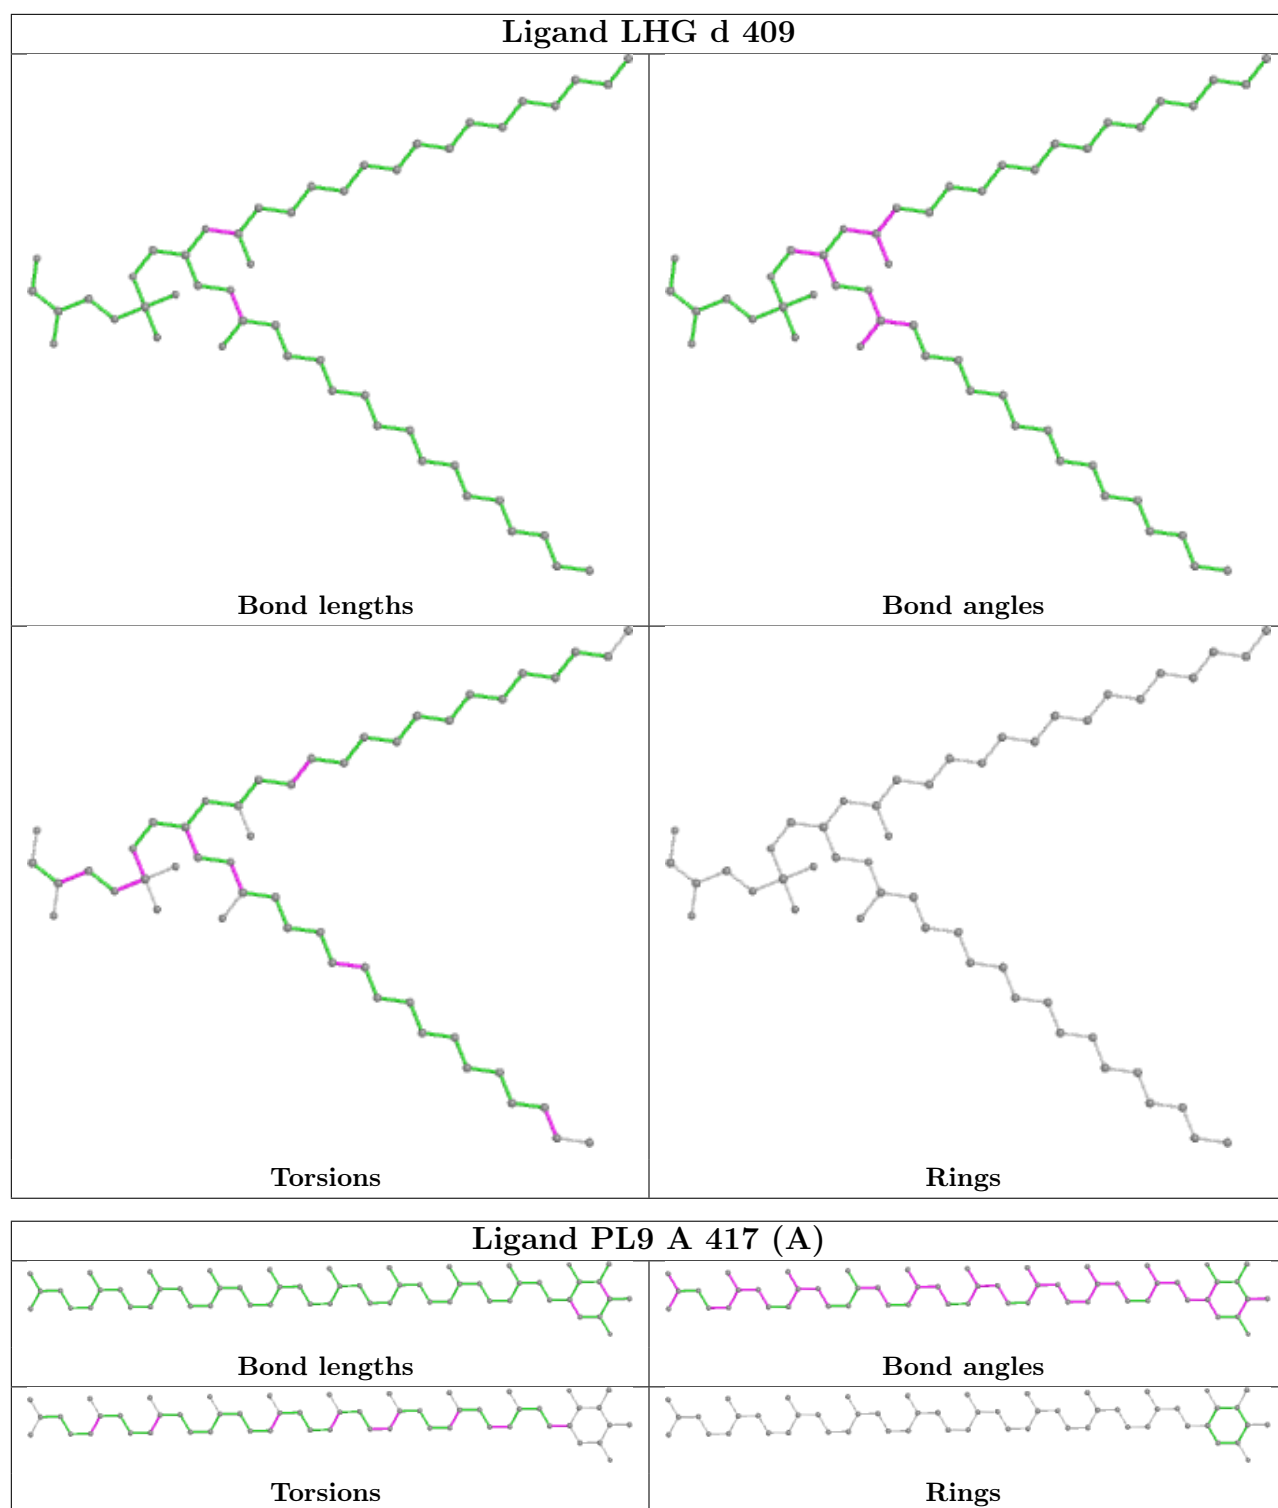 Ligand LHG d 409
Bond lengths
Bond angles
Torsions
Rings
Ligand PL9 A 417 (A)
Bond lengths
Bond angles
Torsions
Rings